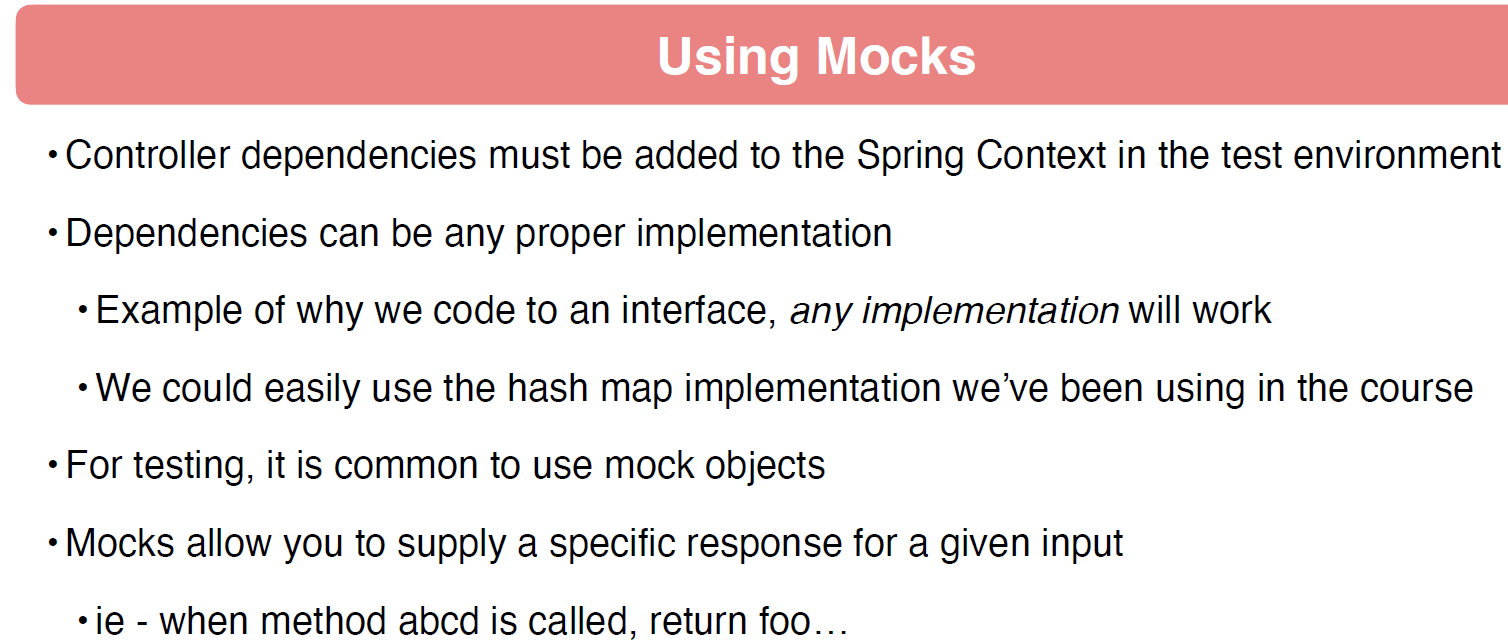 Using Mocks
• Controller dependencies must be added to the Spring Context in the test environment
• Dependencies can be any proper implementation
• Example of why we code to an interface, any implementation will work
• We could easily use the hash map implementation we’ve been using in the course
• For testing, it is common to use mock objects
• Mocks allow you to supply a specific response for a given input
• ie - when method abcd is called, return foo…